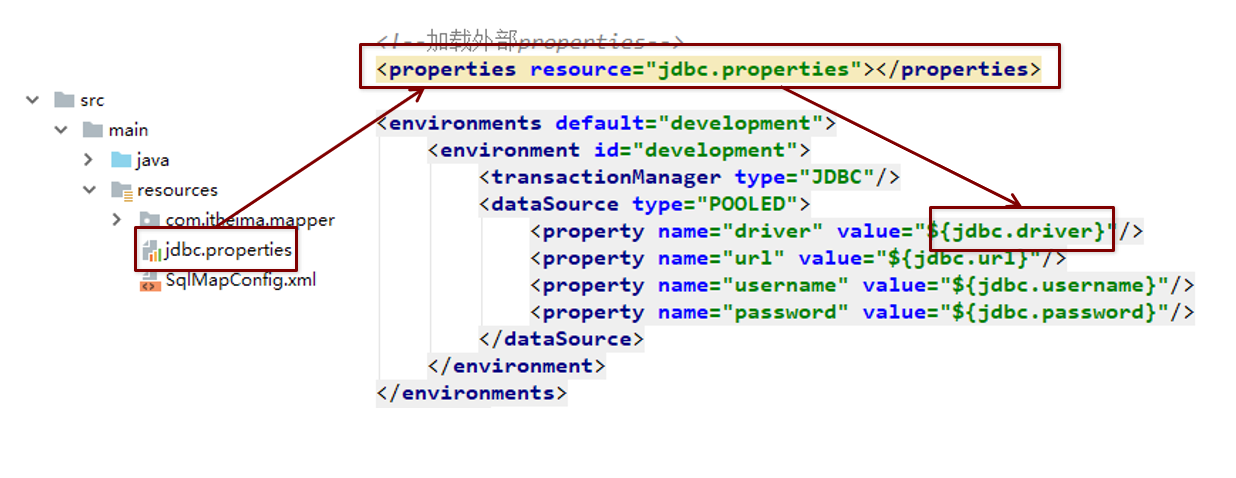 src
main
java
resources
com.itheima.mapper
jdbc.properties
SqlMapConfig.xml
<!--加载外部properties-->
<properties resource="jdbc.properties"></properties>
<environments default="development">
<environment id="development">
<transactionManager type="JDBC"/>
<dataSource type="POOLED">
<property name="driver" value="${jdbc.driver}"/>
<property name="url" value="${jdbc.url}"/>
<property name="username" value="${jdbc.username}"/>
<property name="password" value="${jdbc.password}"/>
</dataSource>
</environment>
</environments>